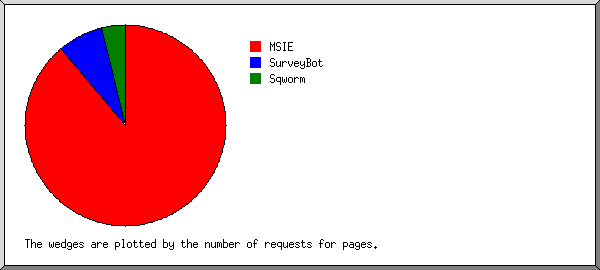 MSIE
SurveyBot
Sqworm
The wedges are plotted by the number of requests for pages.